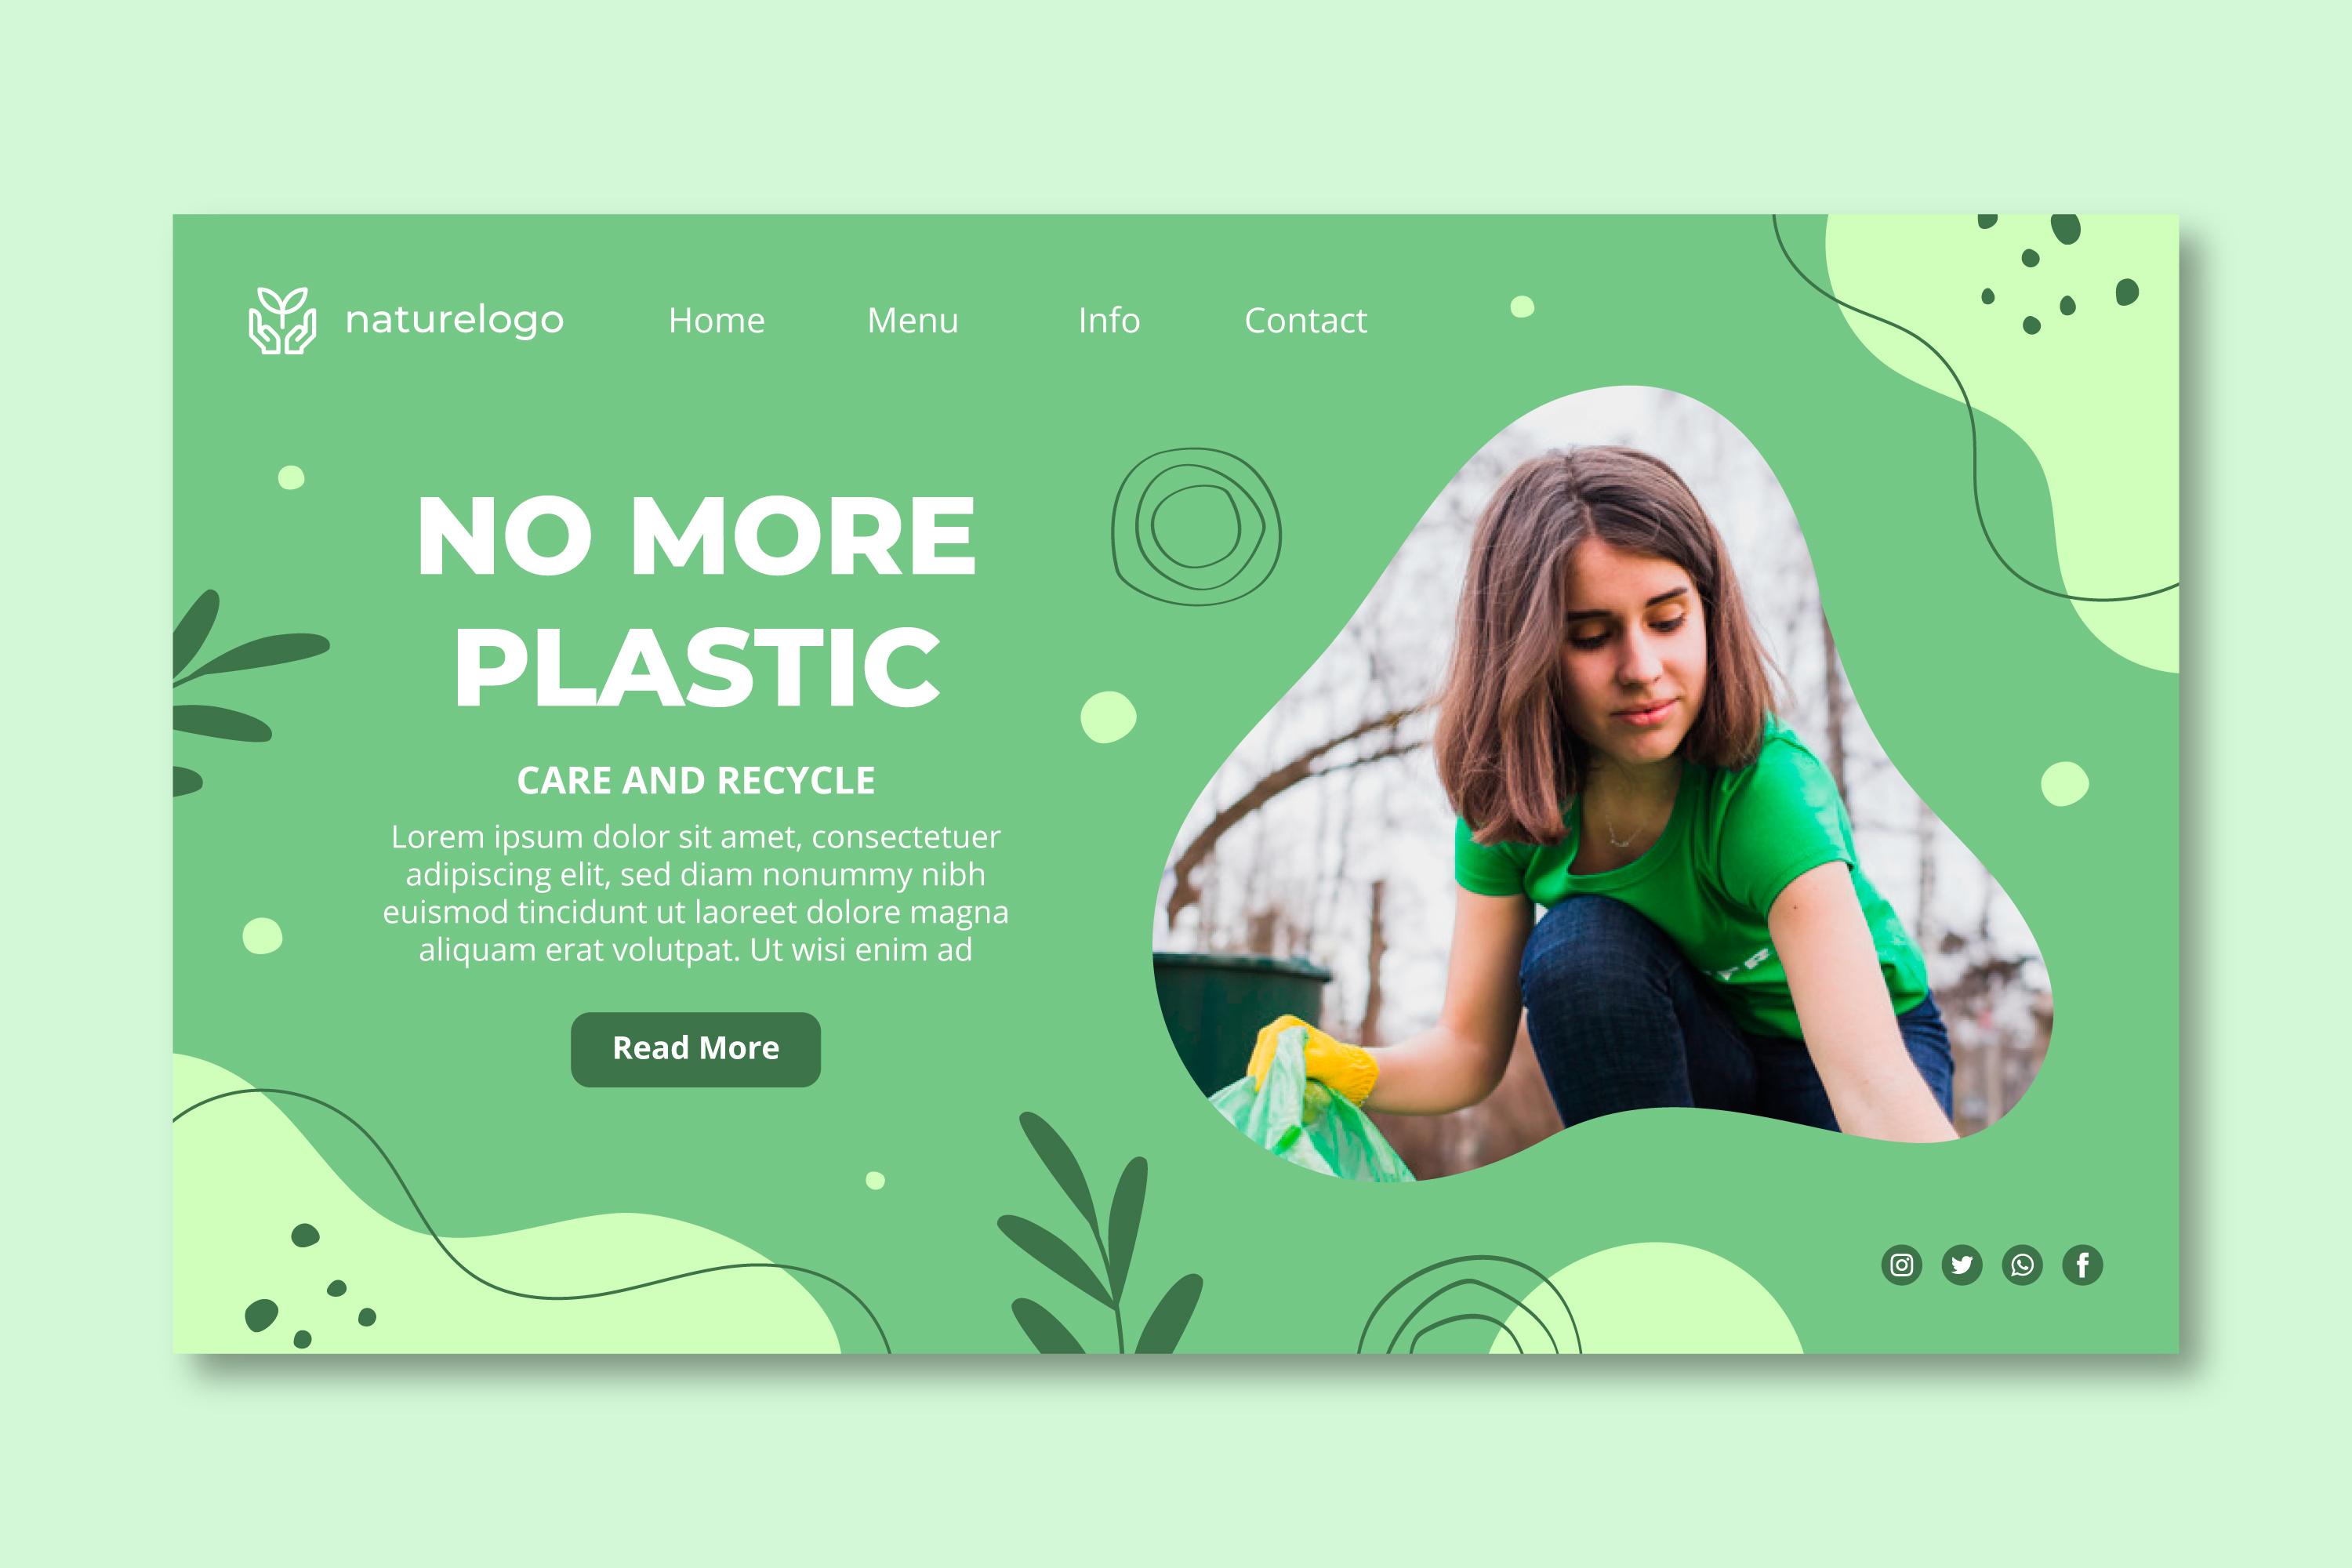 naturelogo
Home
Menu
Info
Contact
NO MORE
PLASTIC
CARE AND RECYCLE
Lorem ipsum dolor sit amet, consectetuer
adipiscing elit, sed diam nonummy nibh
euismod tincidunt ut laoreet dolore magna
aliquam erat volutpat. Ut wisi enim ad
Read More